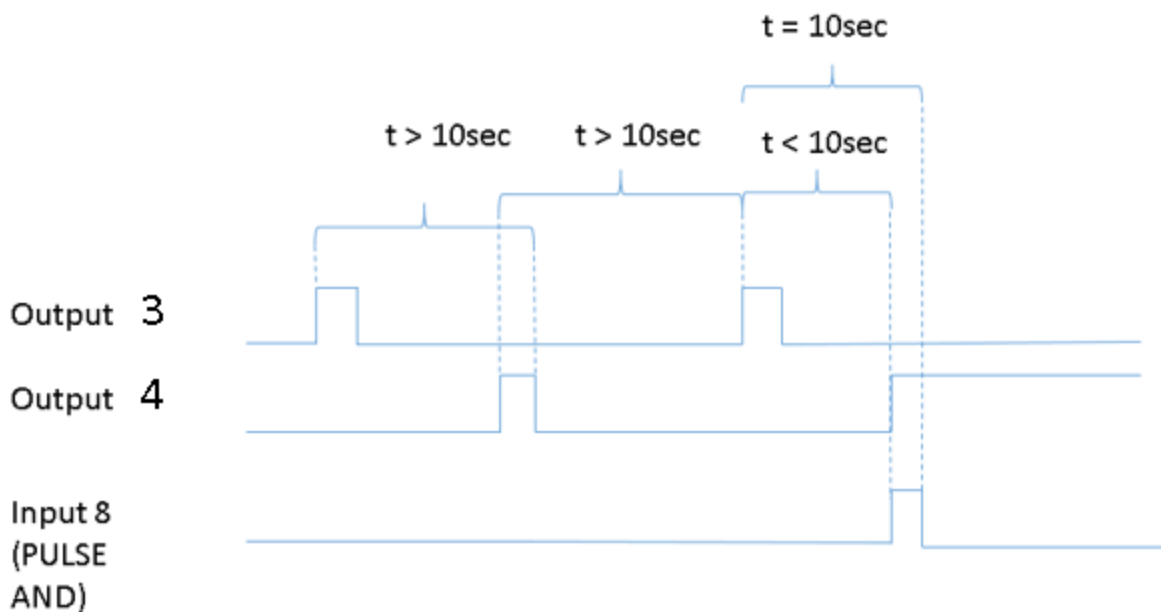 t = 10sec
t > 10sec
t > 10sec
t < 10sec
Output 3
Output 4
Input 8
(PULSE
AND)